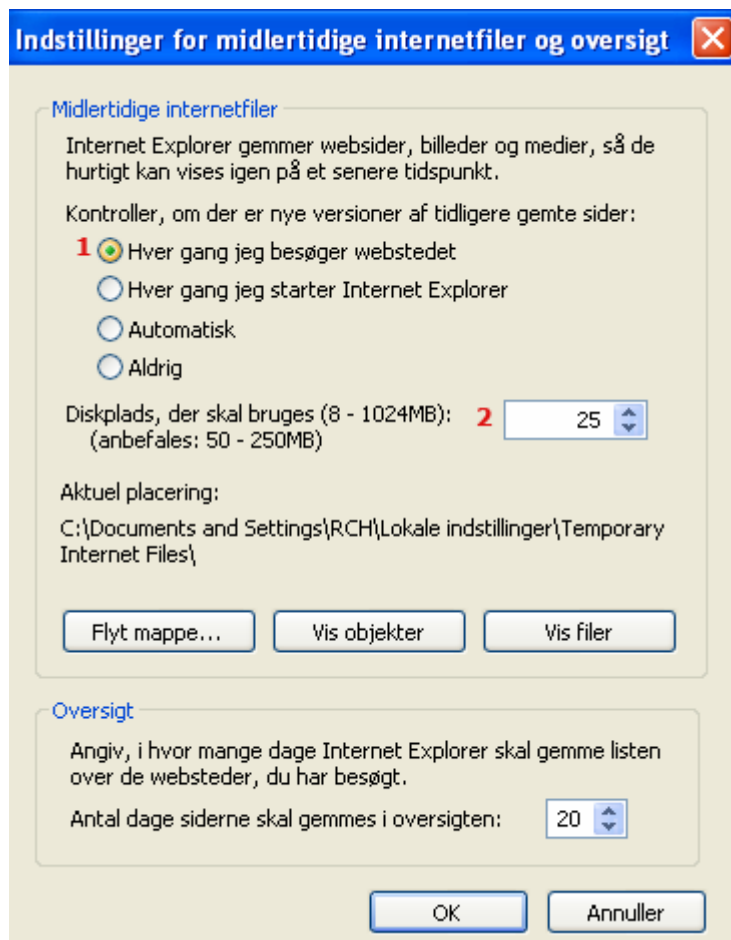 Indstillinger for midlertidige internetfiler og oversigt
Midlertidige internetfiler
Internet Explorer gemmer websider, billeder og medier, så de
hurtigt kan vises igen på et senere tidspunkt.
Kontroller, om der er nye versioner af tidligere gemte sider:
1 Hver gang jeg besøger webstedet
Hver gang jeg starter Internet Explorer
Automatisk
Aldrig
Diskplads, der skal bruges (8 - 1024MB): 2 25
(anbefales: 50 - 250MB)
Aktuel placering:
C:\Documents and Settings\RCH\Lokale indstillinger\Temporary
Internet Files\
Flyt mappe... Vis objekter Vis filer
Oversigt
Angiv, i hvor mange dage Internet Explorer skal gemme listen
over de websteder, du har besøgt.
Antal dage siderne skal gemmes i oversigten: 20
OK Annuller